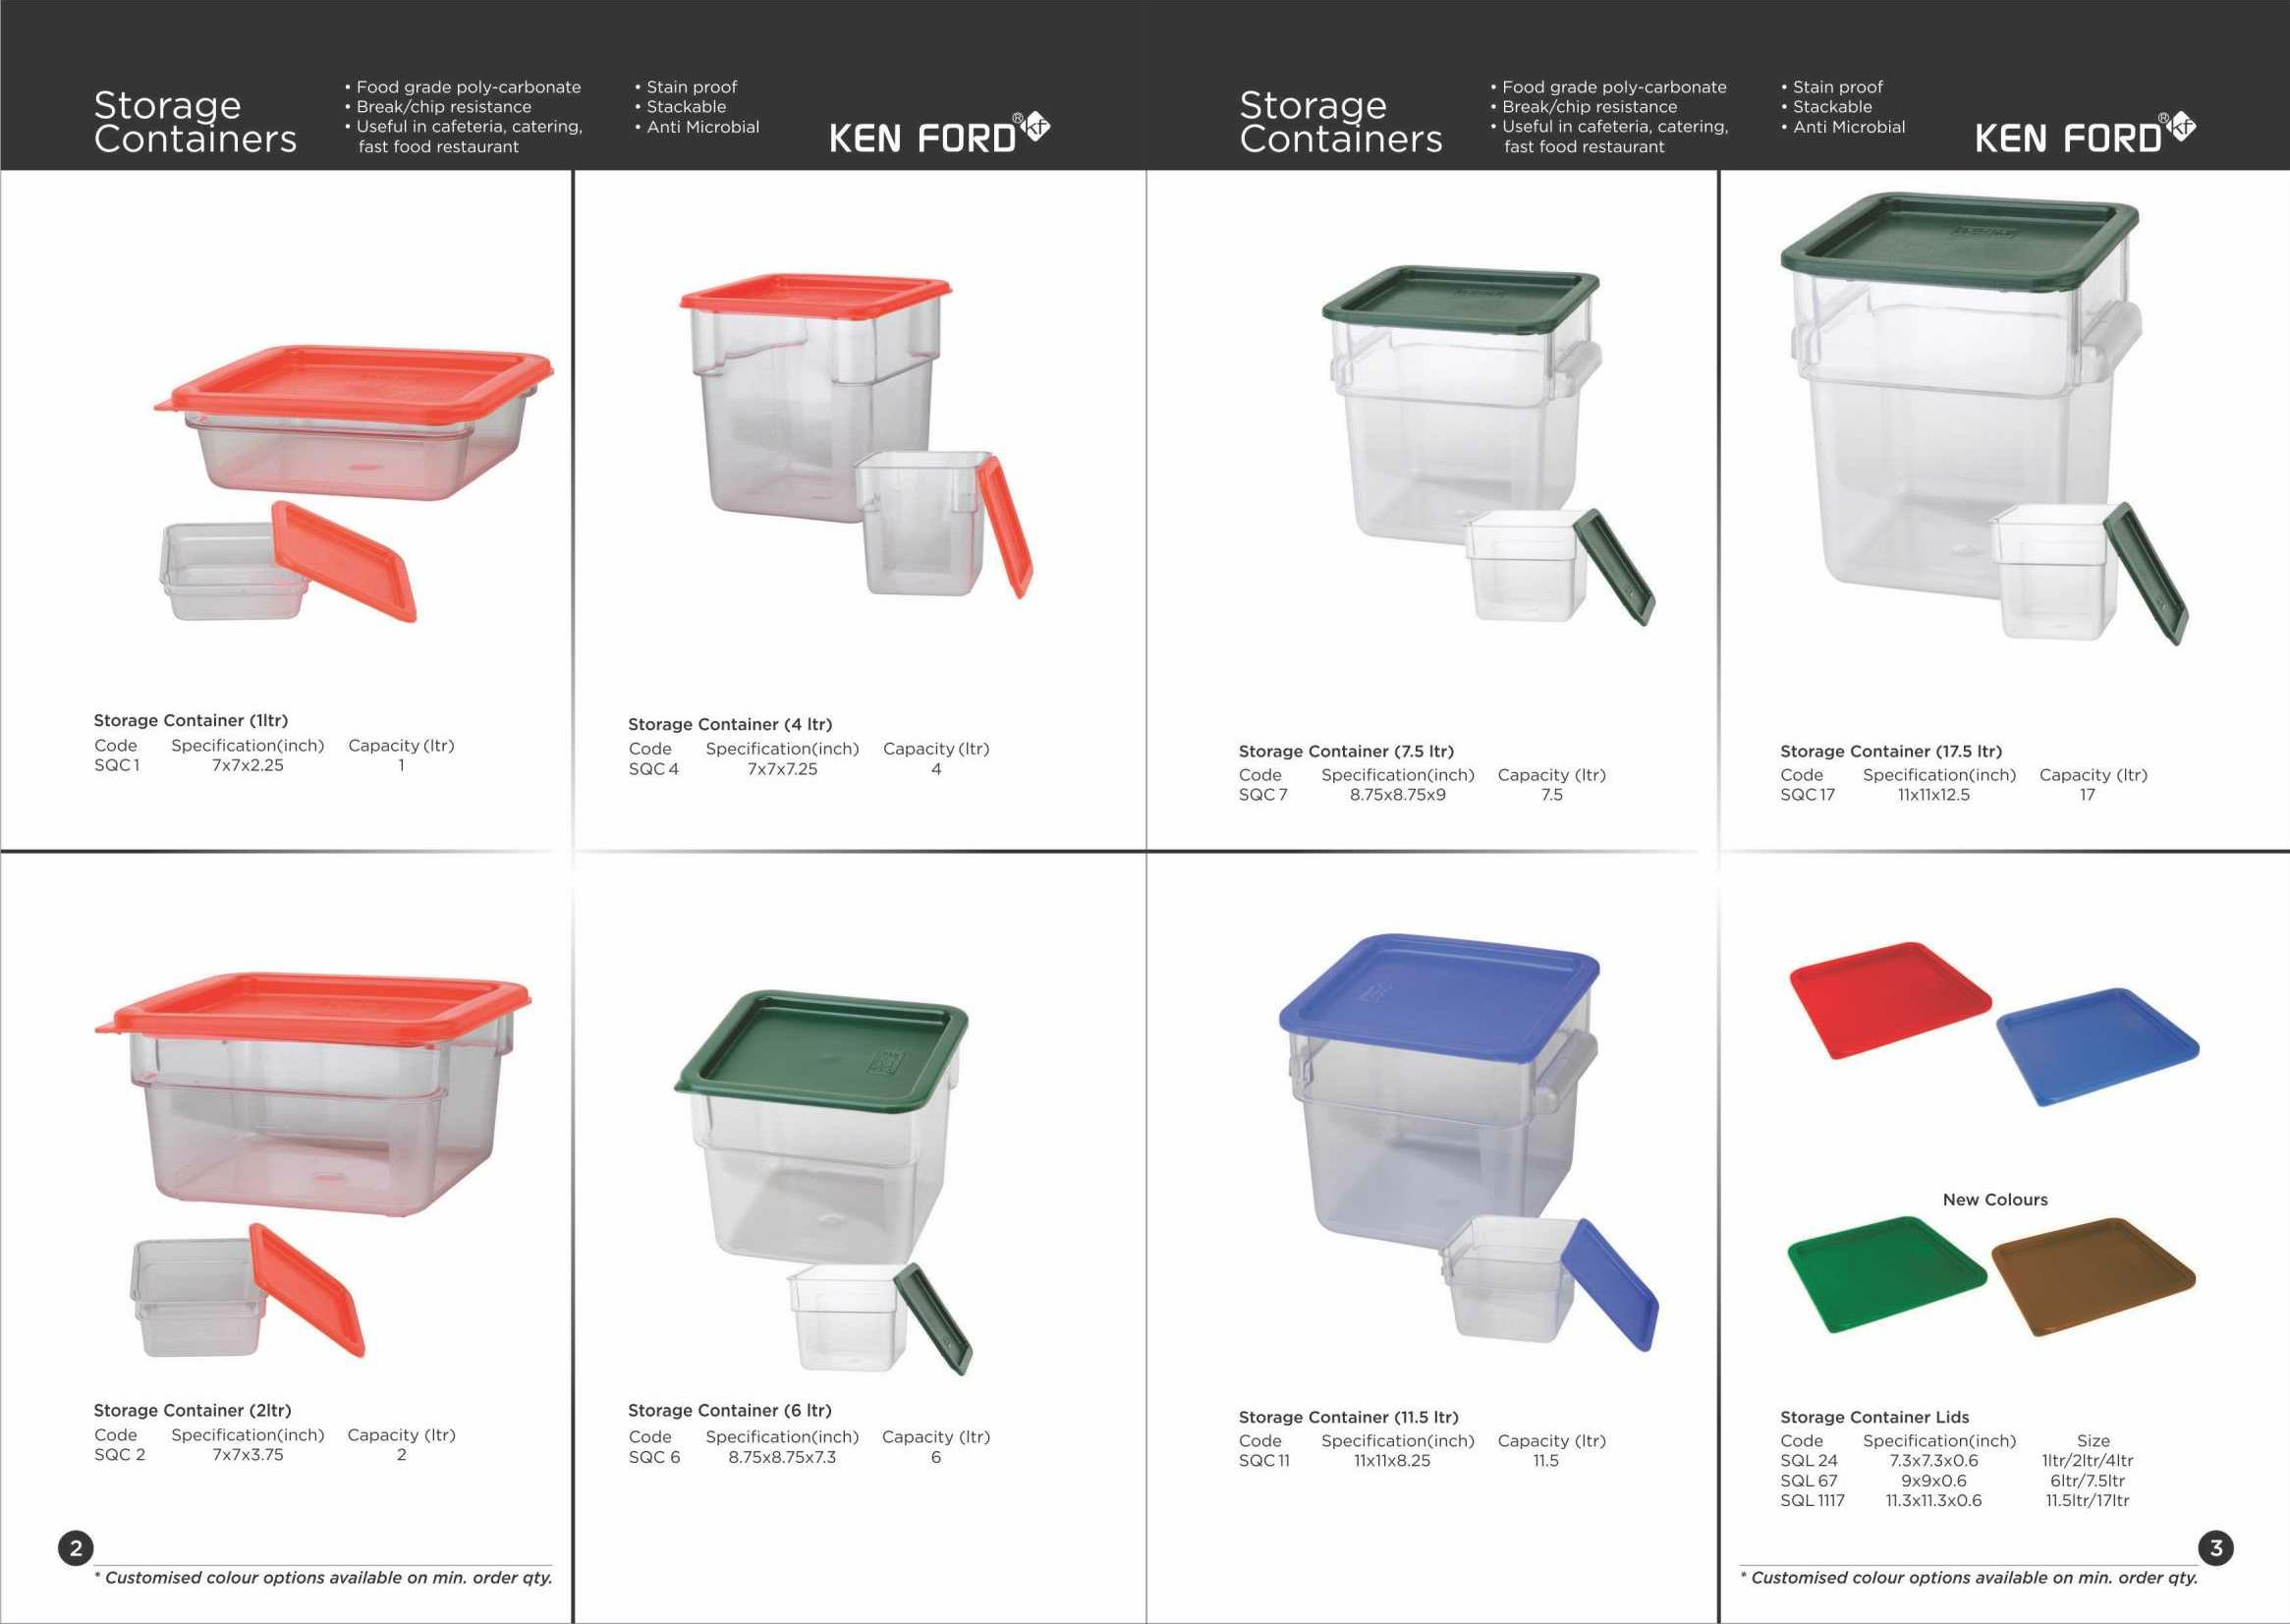 Storage
Containers
• Food grade poly-carbonate
• Break/chip resistance
• Useful in cafeteria, catering,
fast food restaurant
• Stain proof
• Stackable
• Anti Microbial
KEN FORD® kf
Storage Container (1ltr)
Code Specification(inch) Capacity (ltr)
SQC 1 7x7x2.25 1
Storage Container (4 ltr)
Code Specification(inch) Capacity (ltr)
SQC 4 7x7x7.25 4
Storage Container (2ltr)
Code Specification(inch) Capacity (ltr)
SQC 2 7x7x3.75 2
Storage Container (6 ltr)
Code Specification(inch) Capacity (ltr)
SQC 6 8.75x8.75x7.3 6
2
* Customised colour options available on min. order qty.
Storage
Containers
• Food grade poly-carbonate
• Break/chip resistance
• Useful in cafeteria, catering,
fast food restaurant
• Stain proof
• Stackable
• Anti Microbial
KEN FORD® kf
Storage Container (7.5 ltr)
Code Specification(inch) Capacity (ltr)
SQC 7 8.75x8.75x9 7.5
Storage Container (17.5 ltr)
Code Specification(inch) Capacity (ltr)
SQC 17 11x11x12.5 17
Storage Container (11.5 ltr)
Code Specification(inch) Capacity (ltr)
SQC 11 11x11x8.25 11.5
New Colours
Storage Container Lids
Code Specification(inch) Size
SQL 24 7.3x7.3x0.6 1ltr/2ltr/4ltr
SQL 67 9x9x0.6 6ltr/7.5ltr
SQL 1117 11.3x11.3x0.6 11.5ltr/17ltr
3
* Customised colour options available on min. order qty.